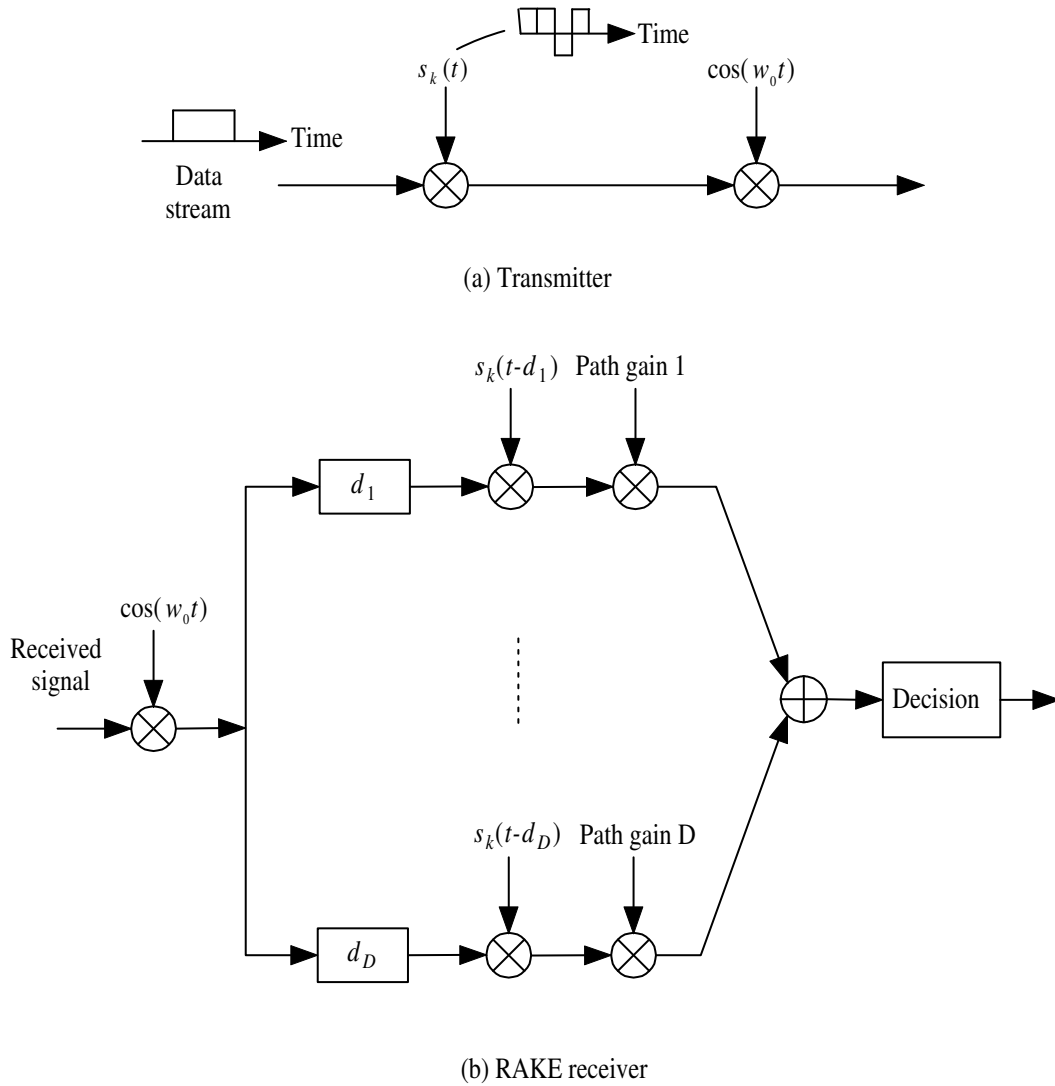 Time
s_k(t)
cos(w_0t)
Time
Data
stream
(a) Transmitter
s_k(t-d_1)
Path gain 1
d_1
cos(w_0t)
Received
signal
Decision
s_k(t-d_D)
Path gain D
d_D
(b) RAKE receiver